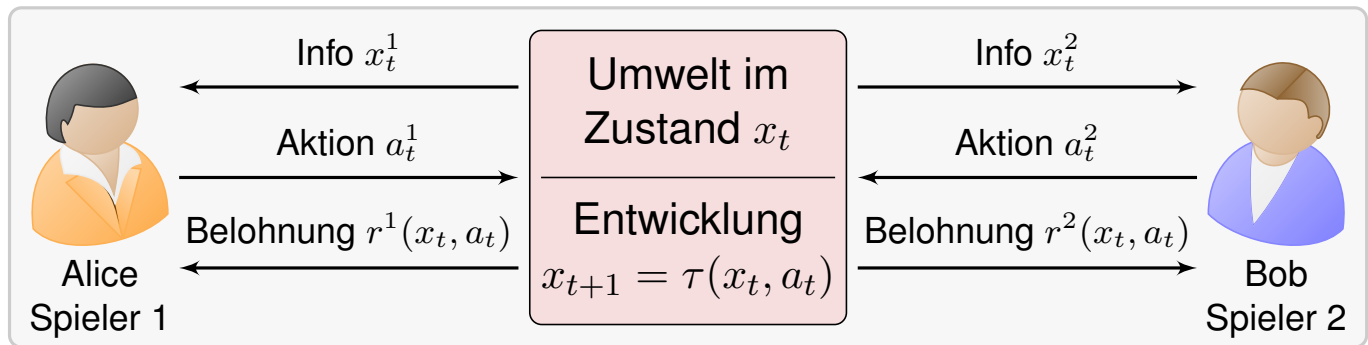 Info $x_t^1$
Aktion $a_t^1$
Belohnung $r^1(x_t, a_t)$
Alice
Spieler 1
Umwelt im
Zustand $x_t$
Entwicklung
$x_{t+1} = \tau(x_t, a_t)$
Info $x_t^2$
Aktion $a_t^2$
Belohnung $r^2(x_t, a_t)$
Bob
Spieler 2